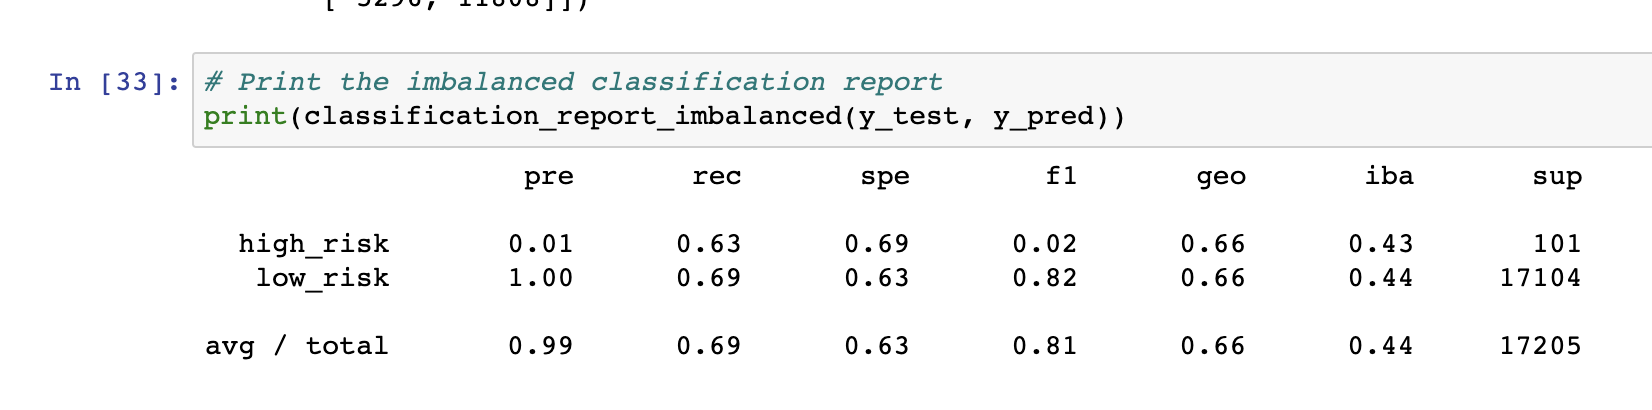 [ 5296, 11808]])
In [33]: # Print the imbalanced classification report
print(classification_report_imbalanced(y_test, y_pred))
pre rec spe f1 geo iba sup
high_risk 0.01 0.63 0.69 0.02 0.66 0.43 101
low_risk 1.00 0.69 0.63 0.82 0.66 0.44 17104
avg / total 0.99 0.69 0.63 0.81 0.66 0.44 17205